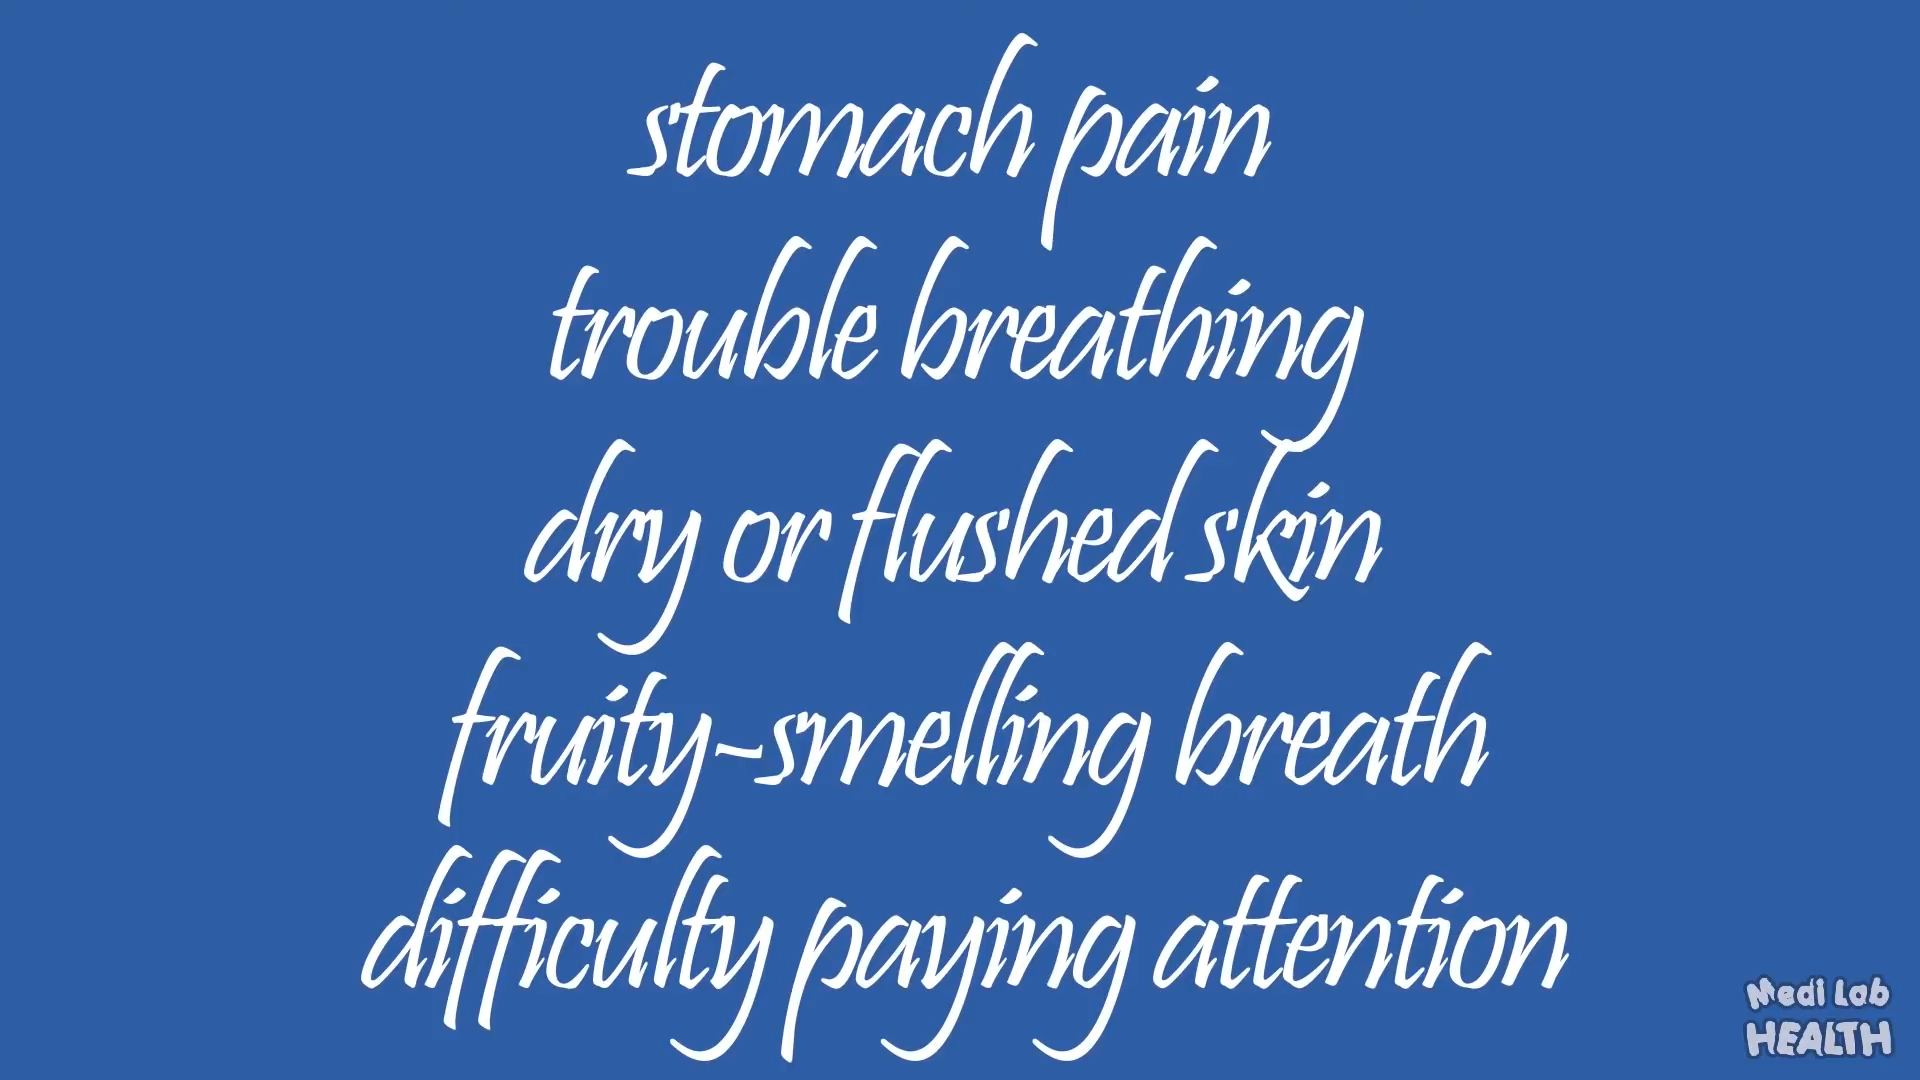 stomach pain
trouble breathing
dry or flushed skin
fruity-smelling breath
difficulty paying attention
Medi Lab
HEALTH